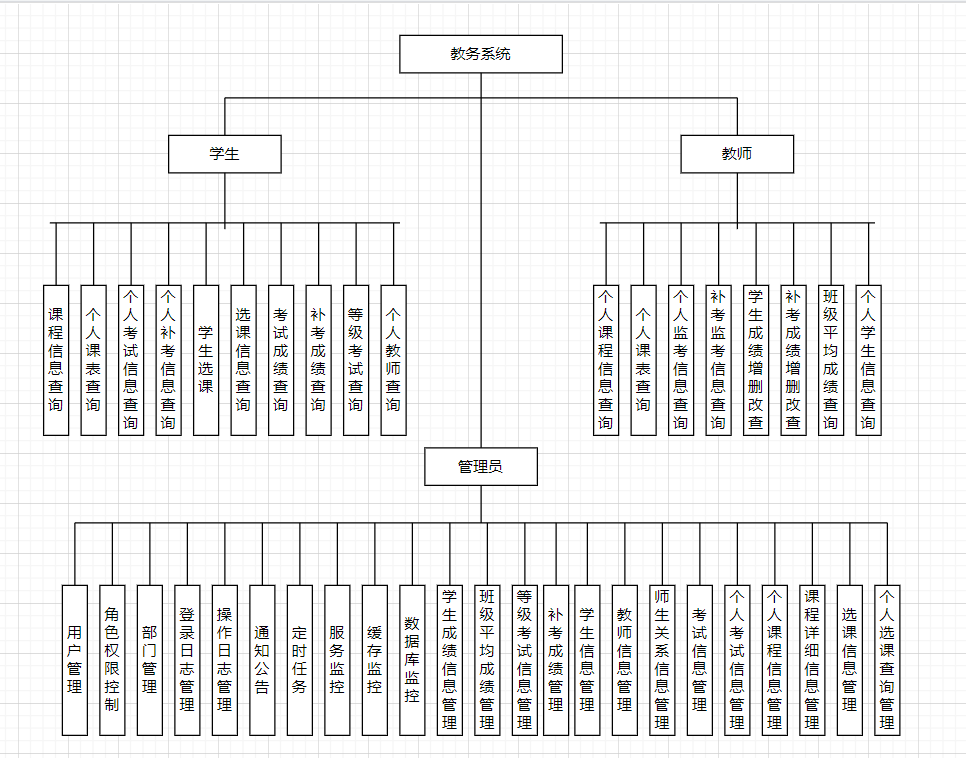 教务系统
学生
教师
课程信息查询
个人课表查询
个人考试信息查询
个人补考信息查询
学生选课
选课信息查询
考试成绩查询
补考成绩查询
等级考试查询
个人教师查询
个人课程信息查询
个人课表查询
个人监考信息查询
补考监考信息查询
学生成绩增删改查
补考成绩增删改查
班级平均成绩查询
个人学生信息查询
管理员
用户管理
角色权限控制
部门管理
登录日志管理
操作日志管理
通知公告
定时任务
服务监控
缓存监控
数据库监控
学生成绩信息管理
班级平均成绩管理
等级考试信息管理
补考成绩管理
学生信息管理
教师信息管理
师生关系信息管理
考试信息管理
个人考试信息管理
个人课程信息管理
课程详细信息管理
选课信息管理
个人选课查询管理